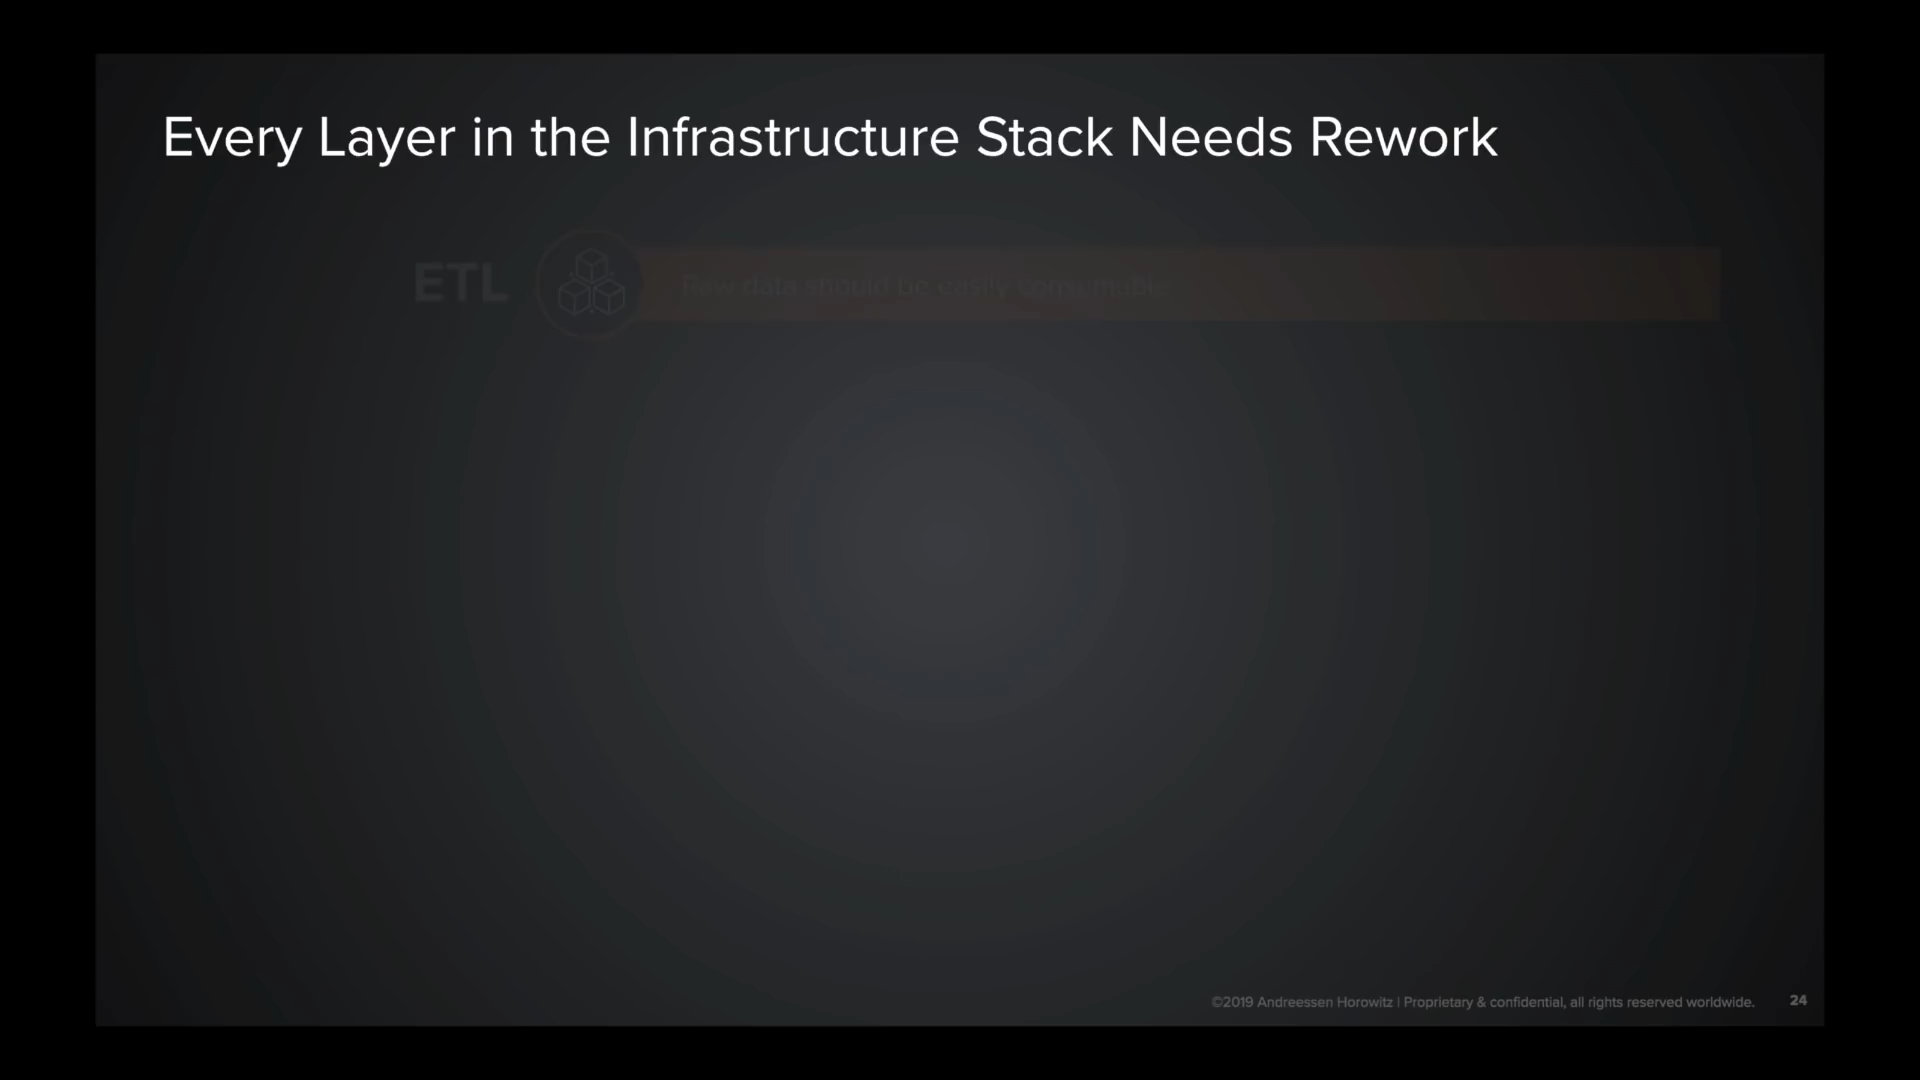 Every Layer in the Infrastructure Stack Needs Rework
ETL
Raw data should be easily consumable
©2019 Andreessen Horowitz | Proprietary & confidential, all rights reserved worldwide.
24